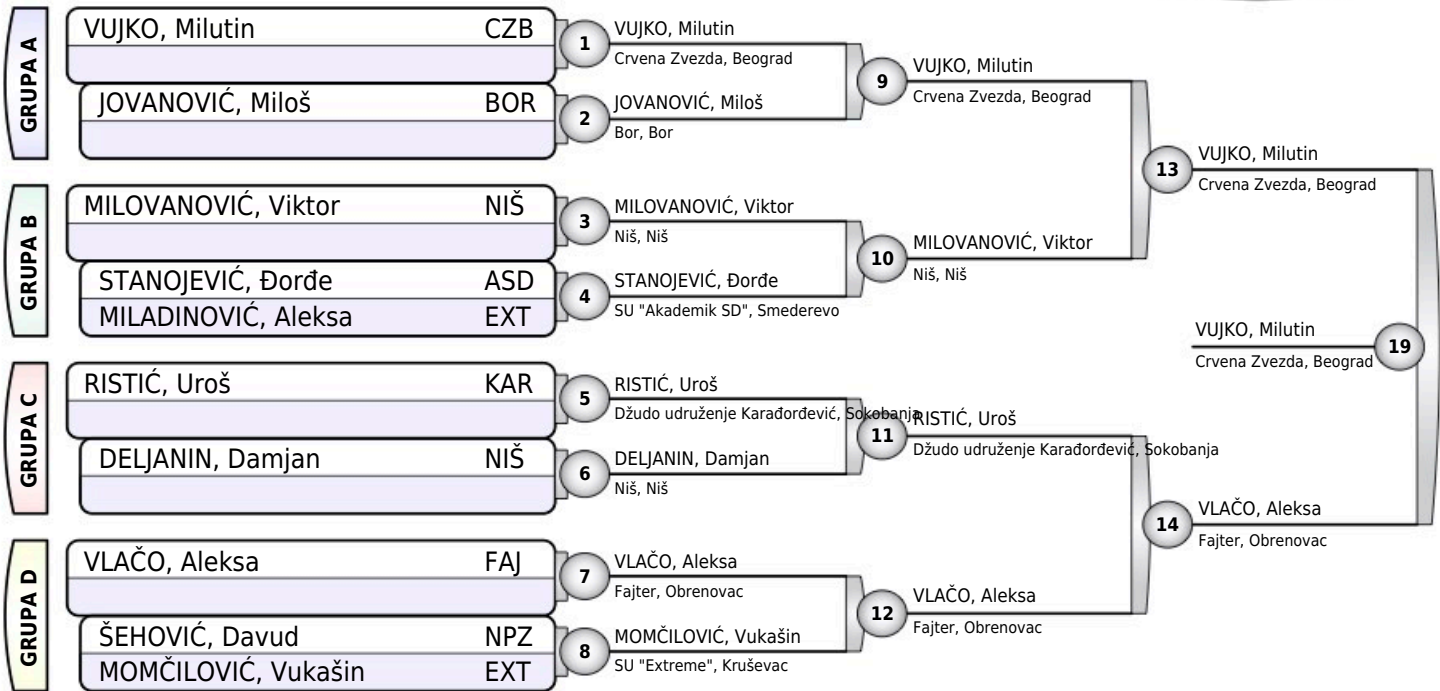 GRUPA A
VUJKO, Milutin CZB
JOVANOVIĆ, Miloš BOR
GRUPA B
MILOVANOVIĆ, Viktor NIŠ
STANOJEVIĆ, Đorđe ASD
MILADINOVIĆ, Aleksa EXT
GRUPA C
RISTIĆ, Uroš KAR
DELJANIN, Damjan NIŠ
GRUPA D
VLAČO, Aleksa FAJ
ŠEHOVIĆ, Davud NPZ
MOMČILOVIĆ, Vukašin EXT
1
VUJKO, Milutin
Crvena Zvezda, Beograd
2
JOVANOVIĆ, Miloš
Bor, Bor
3
MILOVANOVIĆ, Viktor
Niš, Niš
4
STANOJEVIĆ, Đorđe
SU "Akademik SD", Smederevo
5
RISTIĆ, Uroš
Džudo udruženje Karađorđević, Sokobanja
6
DELJANIN, Damjan
Niš, Niš
7
VLAČO, Aleksa
Fajter, Obrenovac
8
MOMČILOVIĆ, Vukašin
SU "Extreme", Kruševac
9
VUJKO, Milutin
Crvena Zvezda, Beograd
10
MILOVANOVIĆ, Viktor
Niš, Niš
11
RISTIĆ, Uroš
Džudo udruženje Karađorđević, Sokobanja
12
VLAČO, Aleksa
Fajter, Obrenovac
13
VUJKO, Milutin
Crvena Zvezda, Beograd
14
VLAČO, Aleksa
Fajter, Obrenovac
VUJKO, Milutin
Crvena Zvezda, Beograd
19